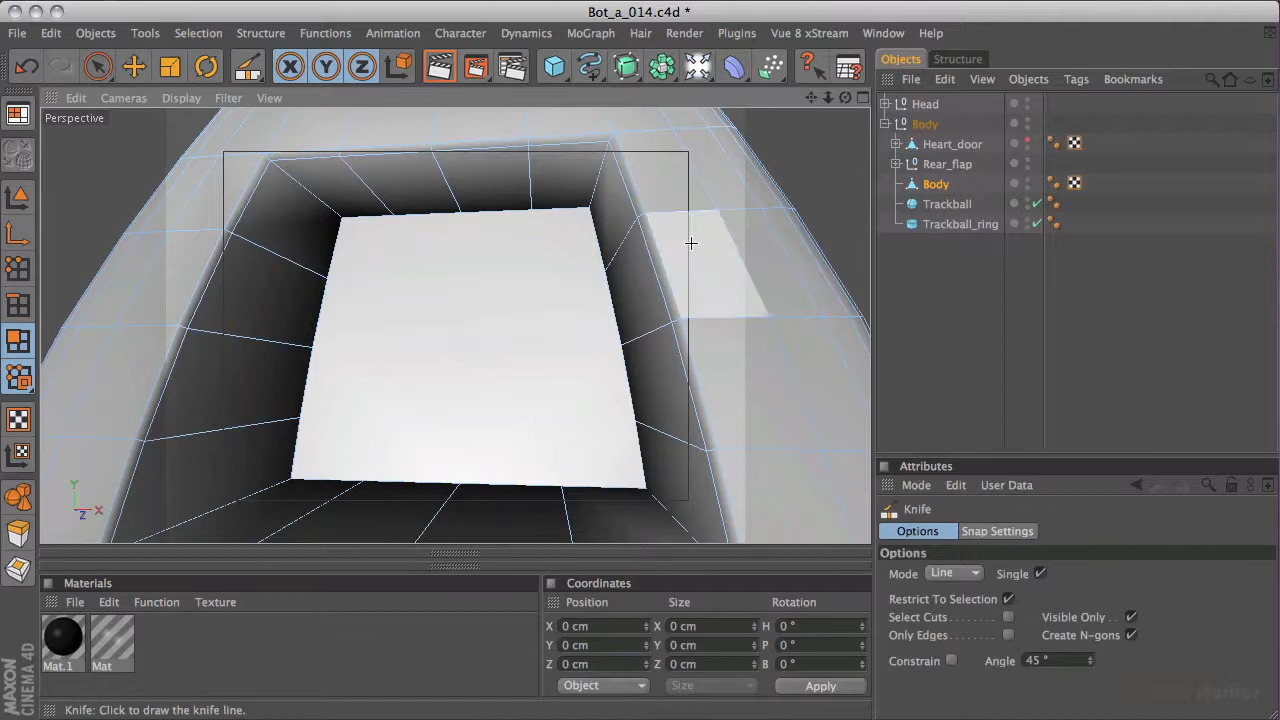 Bot_a_014.c4d *
File Edit Objects Tools Selection Structure Functions Animation Character Dynamics MoGraph Hair Render Plugins Vue 8 xStream Window Help
X Y Z
Objects Structure
File Edit View Objects Tags Bookmarks
Edit Cameras Display Filter View
Perspective
Head
Body
Heart_door
Rear_flap
Body
Trackball
Trackball_ring
Y
Z X
Attributes
Mode Edit User Data
Knife
Options Snap Settings
Options
Mode Line Single
Restrict To Selection
Select Cuts Visible Only
Only Edges Create N-gons
Constrain Angle 45 °
Materials
File Edit Function Texture
Mat.1 Mat
Coordinates
Position Size Rotation
X 0 cm X 0 cm H 0 °
Y 0 cm Y 0 cm P 0 °
Z 0 cm Z 0 cm B 0 °
Object Size Apply
MAXON CINEMA 4D
Knife: Click to draw the knife line.